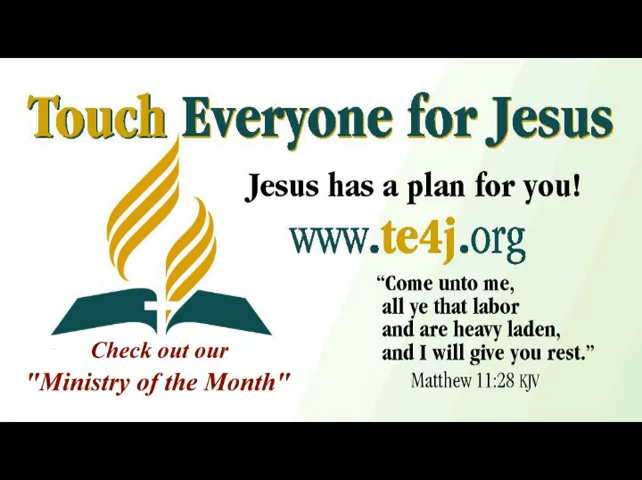 Touch Everyone for Jesus
Jesus has a plan for you!
www.te4j.org
“Come unto me,
all ye that labor
and are heavy laden,
and I will give you rest.”
Matthew 11:28 KJV
Check out our
"Ministry of the Month"